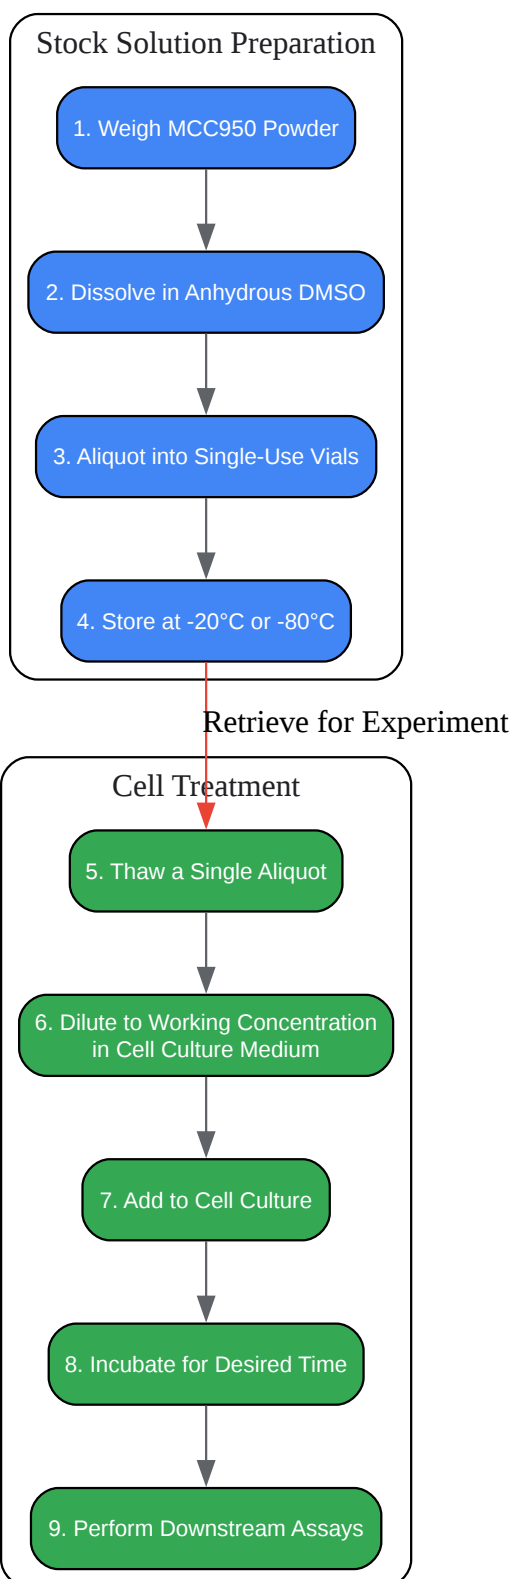 Stock Solution Preparation
1. Weigh MCC950 Powder
2. Dissolve in Anhydrous DMSO
3. Aliquot into Single-Use Vials
4. Store at -20°C or -80°C
Retrieve for Experiment
Cell Treatment
5. Thaw a Single Aliquot
6. Dilute to Working Concentration
in Cell Culture Medium
7. Add to Cell Culture
8. Incubate for Desired Time
9. Perform Downstream Assays